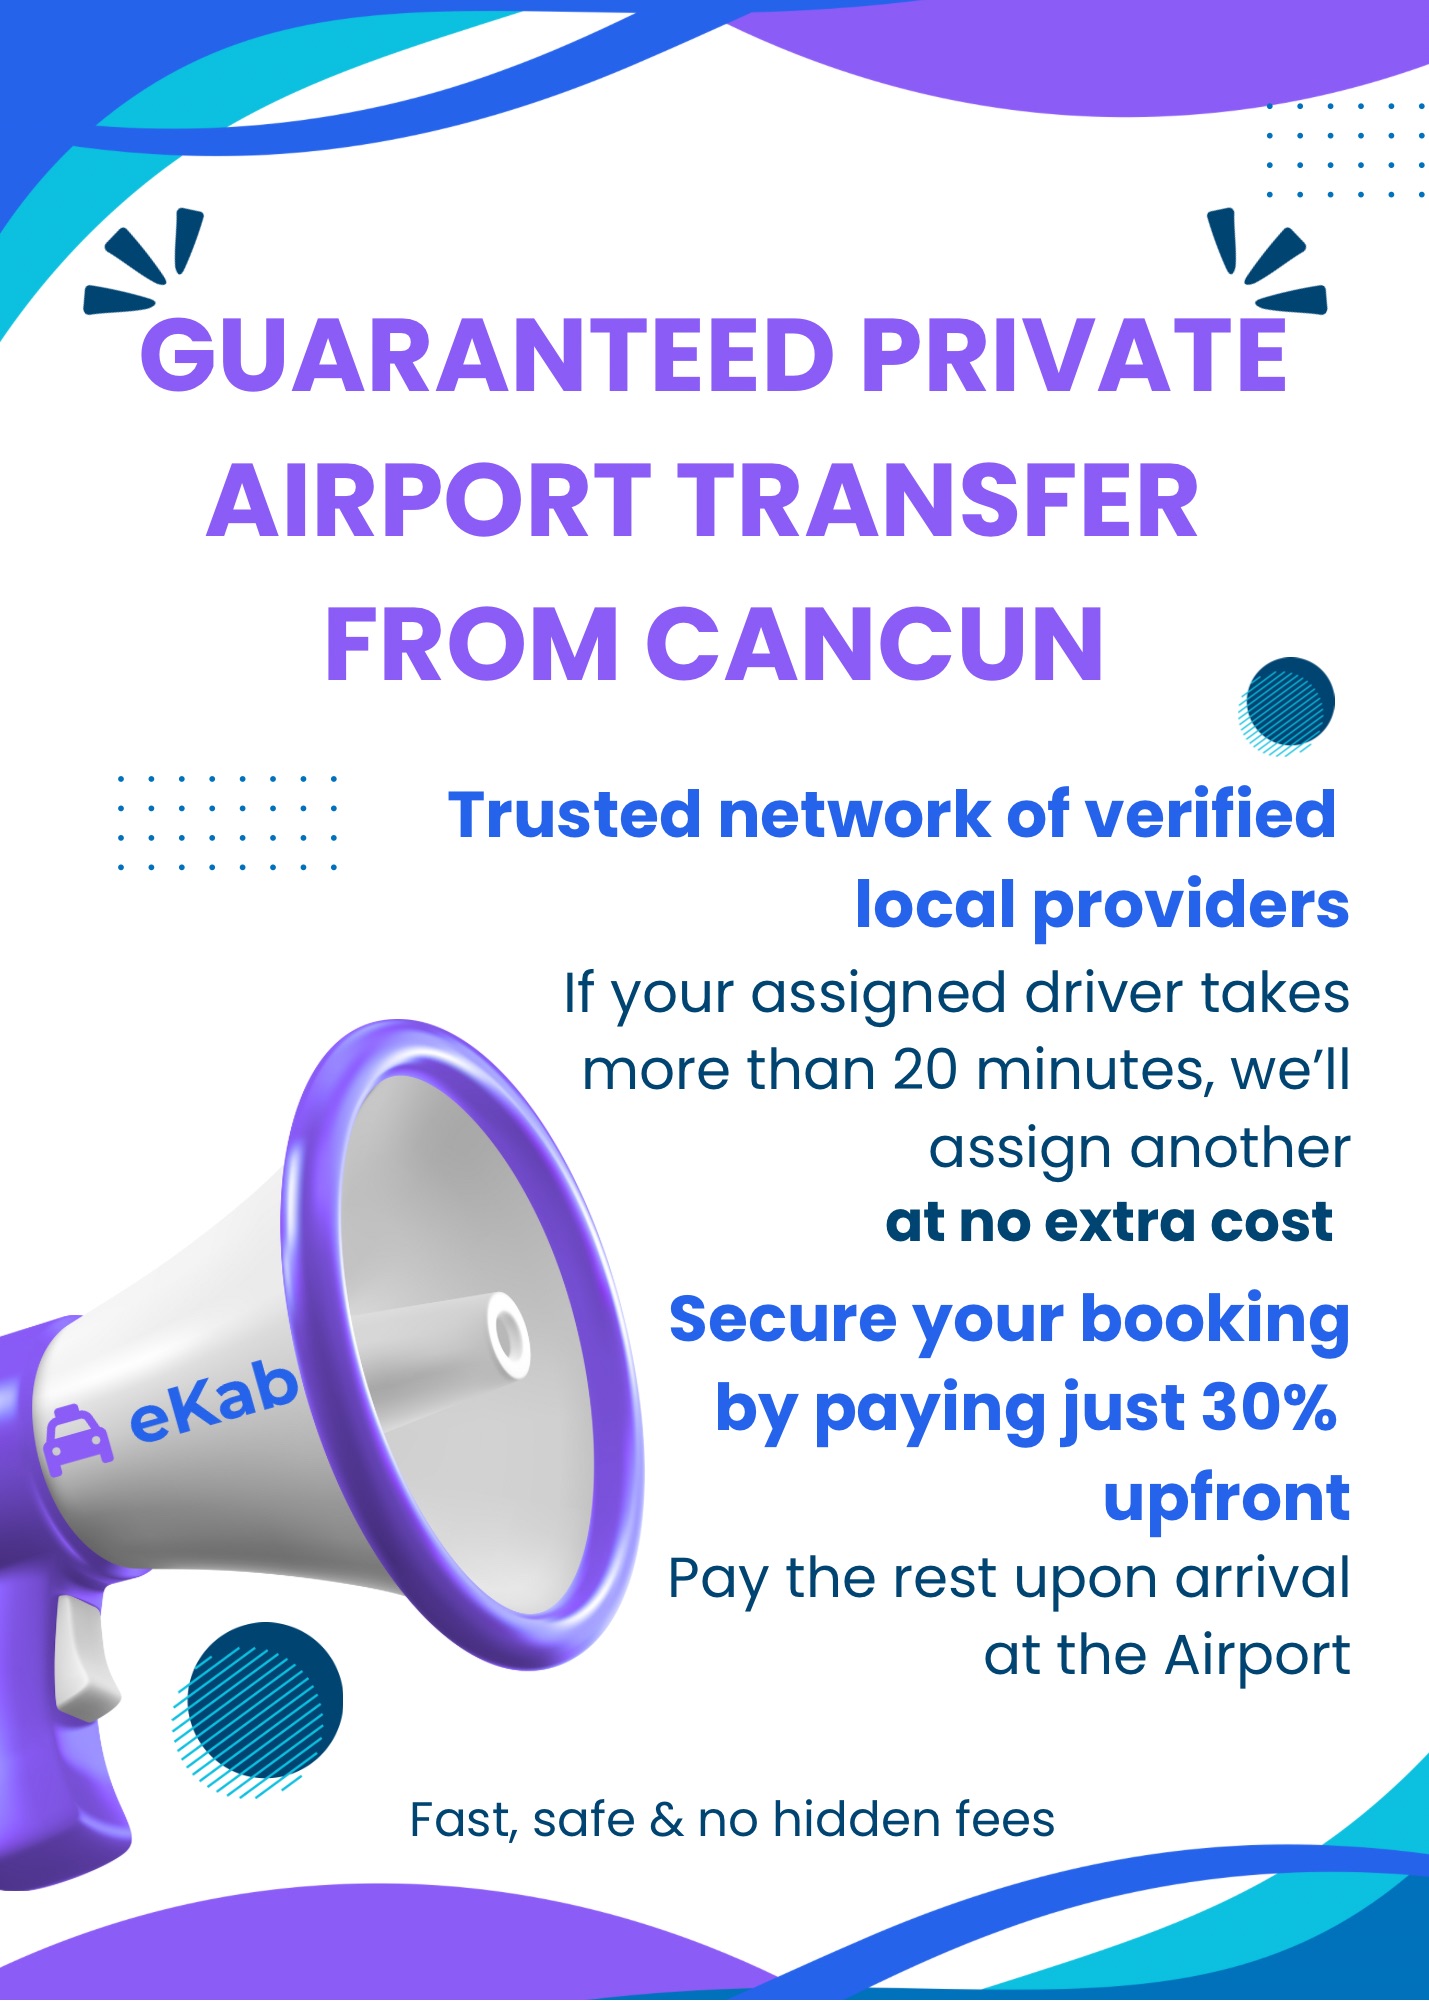 GUARANTEED PRIVATE
AIRPORT TRANSFER
FROM CANCUN
Trusted network of verified
local providers
If your assigned driver takes
more than 20 minutes, we’ll
assign another
at no extra cost
Secure your booking
by paying just 30%
upfront
Pay the rest upon arrival
at the Airport
eKab
Fast, safe & no hidden fees